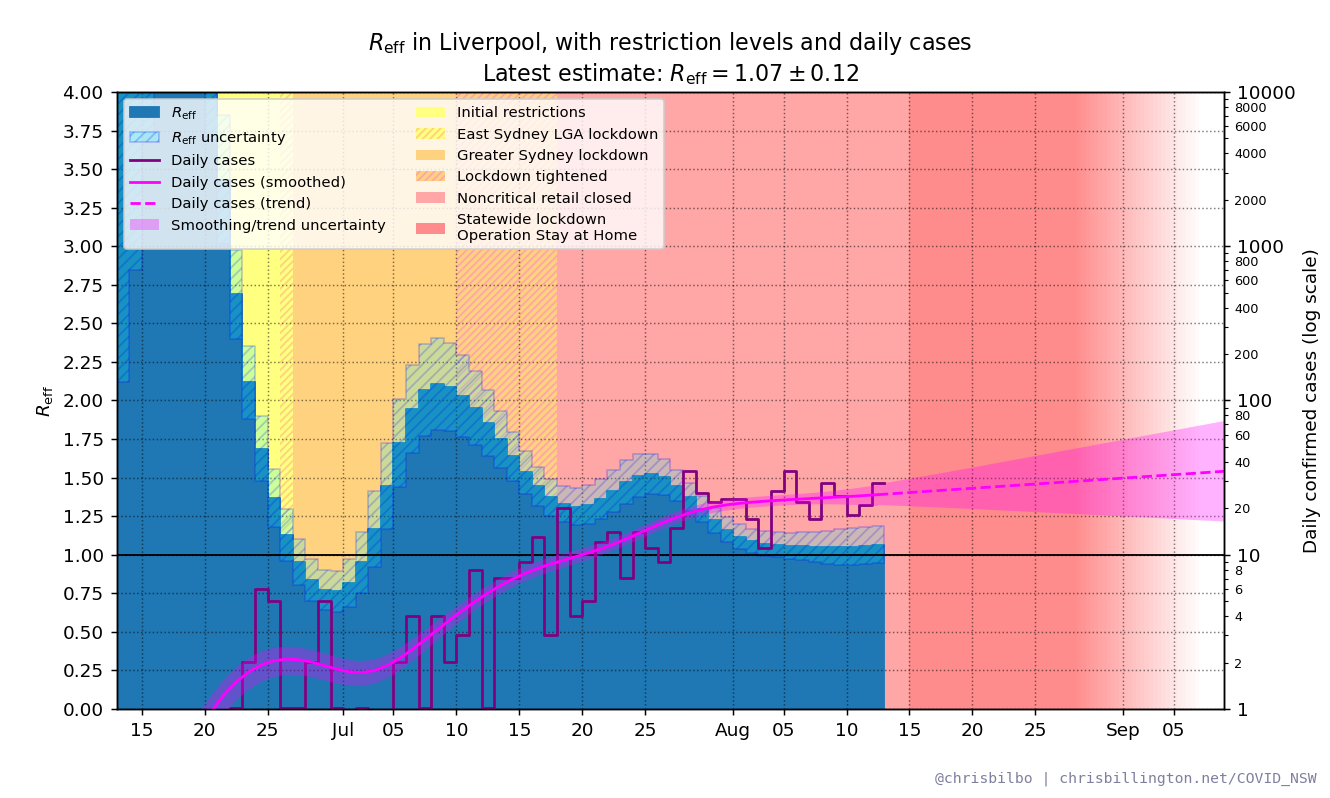 R_eff in Liverpool, with restriction levels and daily cases
Latest estimate: R_eff = 1.07 ± 0.12
R_eff
R_eff uncertainty
Daily cases
Daily cases (smoothed)
Daily cases (trend)
Smoothing/trend uncertainty
Initial restrictions
East Sydney LGA lockdown
Greater Sydney lockdown
Lockdown tightened
Noncritical retail closed
Statewide lockdown
Operation Stay at Home
R_eff
4.00
3.75
3.50
3.25
3.00
2.75
2.50
2.25
2.00
1.75
1.50
1.25
1.00
0.75
0.50
0.25
0.00
15 20 25 Jul 05 10 15 20 25 Aug 05 10 15 20 25 Sep 05
10000
8000
6000
4000
2000
1000
800
600
400
200
100
80
60
40
20
10
8
6
4
2
1
Daily confirmed cases (log scale)
@chrisbilbo | chrisbillington.net/COVID_NSW